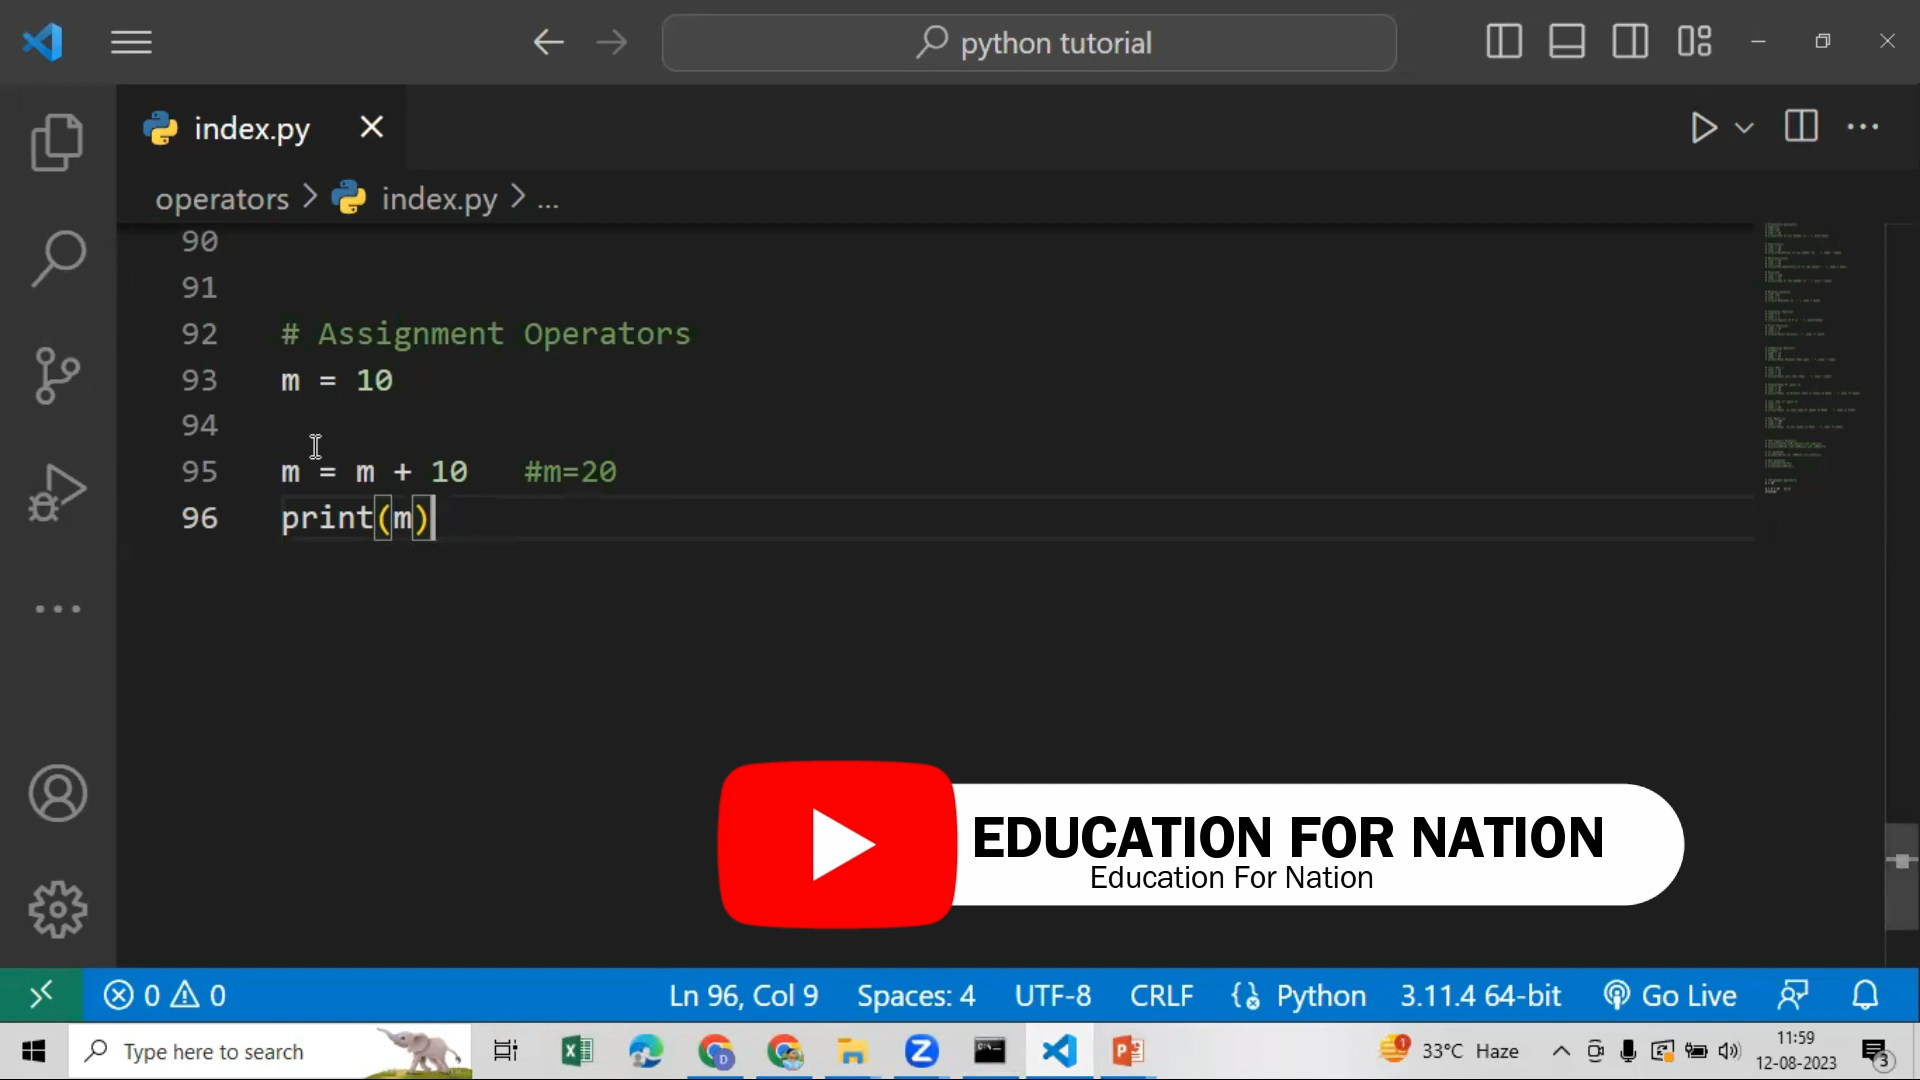 python tutorial
index.py
operators > index.py > ...
90
91
92 # Assignment Operators
93 m = 10
94
95 m = m + 10 #m=20
96 print(m)
EDUCATION FOR NATION
Education For Nation
0 0 Ln 96, Col 9 Spaces: 4 UTF-8 CRLF Python 3.11.4 64-bit Go Live
Type here to search 33°C Haze 11:59
12-08-2023 3